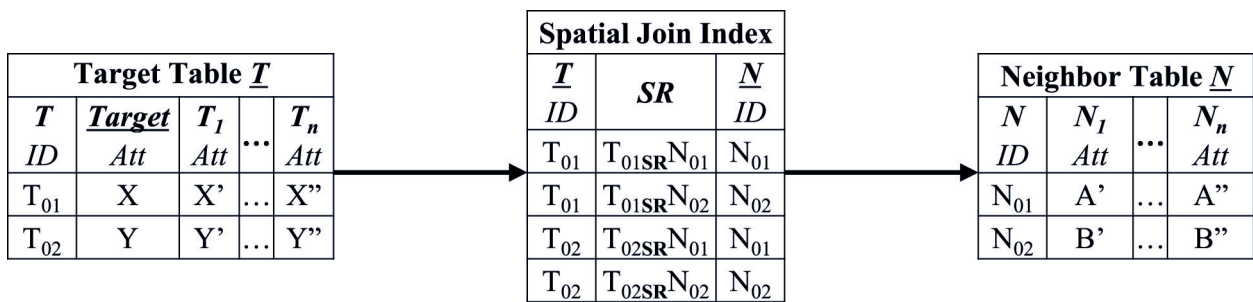 Target Table T
T ID Target Att T1 Att ... Tn Att
T01 X X’ … X”
T02 Y Y’ … Y”
Spatial Join Index
T ID SR N ID
T01 T01SRN01 N01
T01 T01SRN02 N02
T02 T02SRN01 N01
T02 T02SRN02 N02
Neighbor Table N
N ID N1 Att ... Nn Att
N01 A’ … A”
N02 B’ … B”